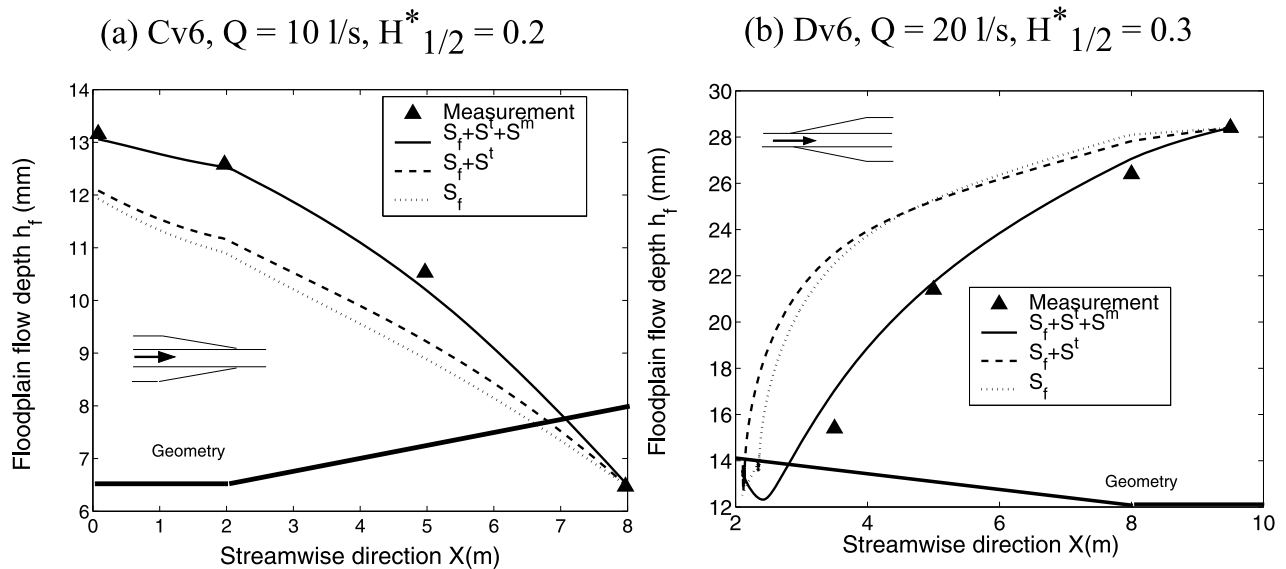 (a) Cv6, Q = 10 l/s, H*1/2 = 0.2
14
13
12
11
10
9
8
7
6
0
1
2
3
4
5
6
7
8
Floodplain flow depth hf (mm)
Streamwise direction X(m)
Measurement
Sf+St+Sm
Sf+St
Sf
Geometry
(b) Dv6, Q = 20 l/s, H*1/2 = 0.3
30
28
26
24
22
20
18
16
14
12
2
4
6
8
10
Floodplain flow depth hf (mm)
Streamwise direction X(m)
Measurement
Sf+St+Sm
Sf+St
Sf
Geometry